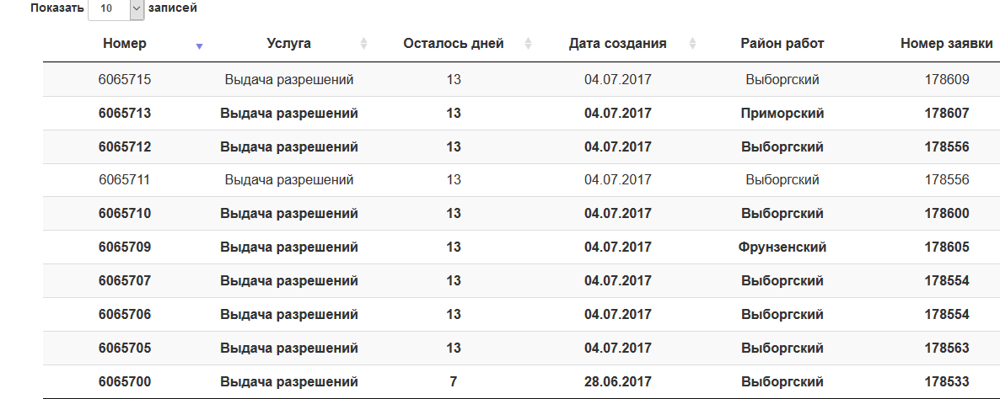 Показать 10 записей
Номер Услуга Осталось дней Дата создания Район работ Номер заявки
6065715 Выдача разрешений 13 04.07.2017 Выборгский 178609
6065713 Выдача разрешений 13 04.07.2017 Приморский 178607
6065712 Выдача разрешений 13 04.07.2017 Выборгский 178556
6065711 Выдача разрешений 13 04.07.2017 Выборгский 178556
6065710 Выдача разрешений 13 04.07.2017 Выборгский 178600
6065709 Выдача разрешений 13 04.07.2017 Фрунзенский 178605
6065707 Выдача разрешений 13 04.07.2017 Выборгский 178554
6065706 Выдача разрешений 13 04.07.2017 Выборгский 178554
6065705 Выдача разрешений 13 04.07.2017 Выборгский 178563
6065700 Выдача разрешений 7 28.06.2017 Выборгский 178533